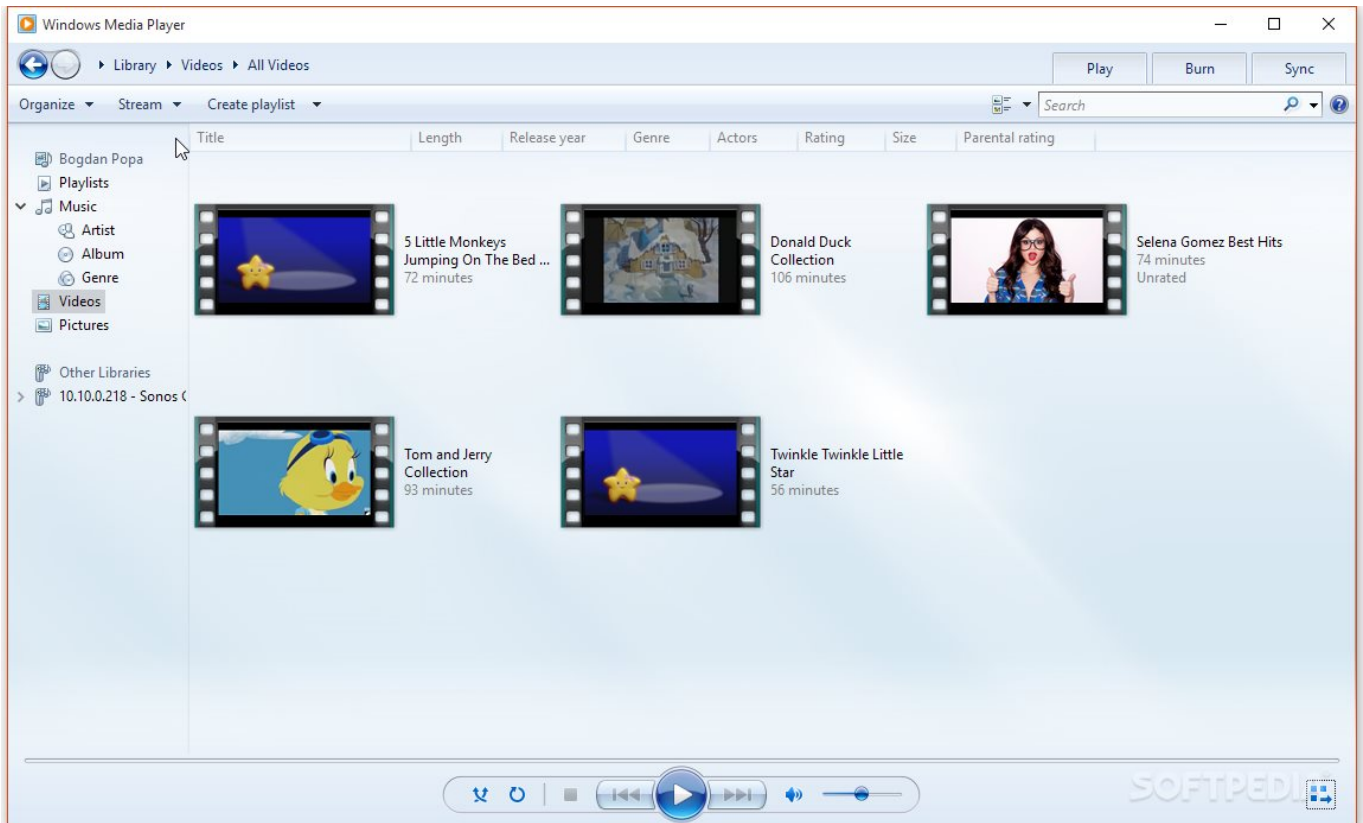 Windows Media Player
Library Videos All Videos
Play Burn Sync
Organize Stream Create playlist
Search
Title Length Release year Genre Actors Rating Size Parental rating
Bogdan Popa
Playlists
Music
Artist
Album
Genre
Videos
Pictures
Other Libraries
10.10.0.218 - Sonos
5 Little Monkeys
Jumping On The Bed ...
72 minutes
Donald Duck
Collection
106 minutes
Selena Gomez Best Hits
74 minutes
Unrated
Tom and Jerry
Collection
93 minutes
Twinkle Twinkle Little
Star
56 minutes